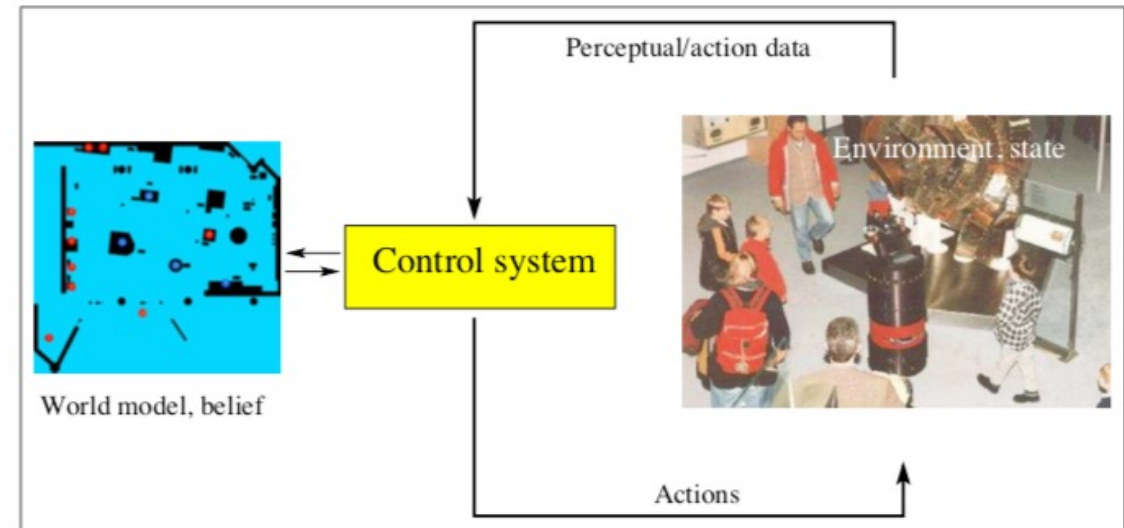 Perceptual/action data
Environment, state
Control system
World model, belief
Actions